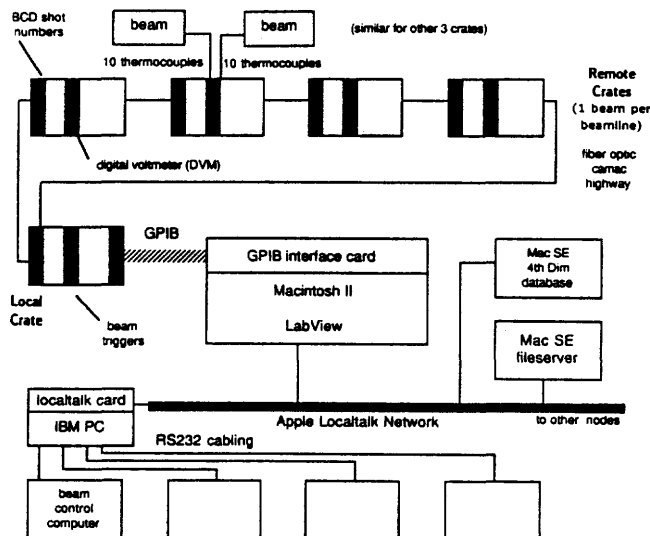 BCD shot
numbers
beam
beam
(similar for other 3 crates)
10 thermocouples
10 thermocouples
Remote
Crates
(1 beam per
beamline)
fiber optic
camac
highway
digital voltmeter (DVM)
GPIB
Local
Crate
beam
triggers
GPIB interface card
Macintosh II
LabView
Mac SE
4th Dim
database
Mac SE
fileserver
localtalk card
IBM PC
Apple Localtalk Network
to other nodes
RS232 cabling
beam
control
computer